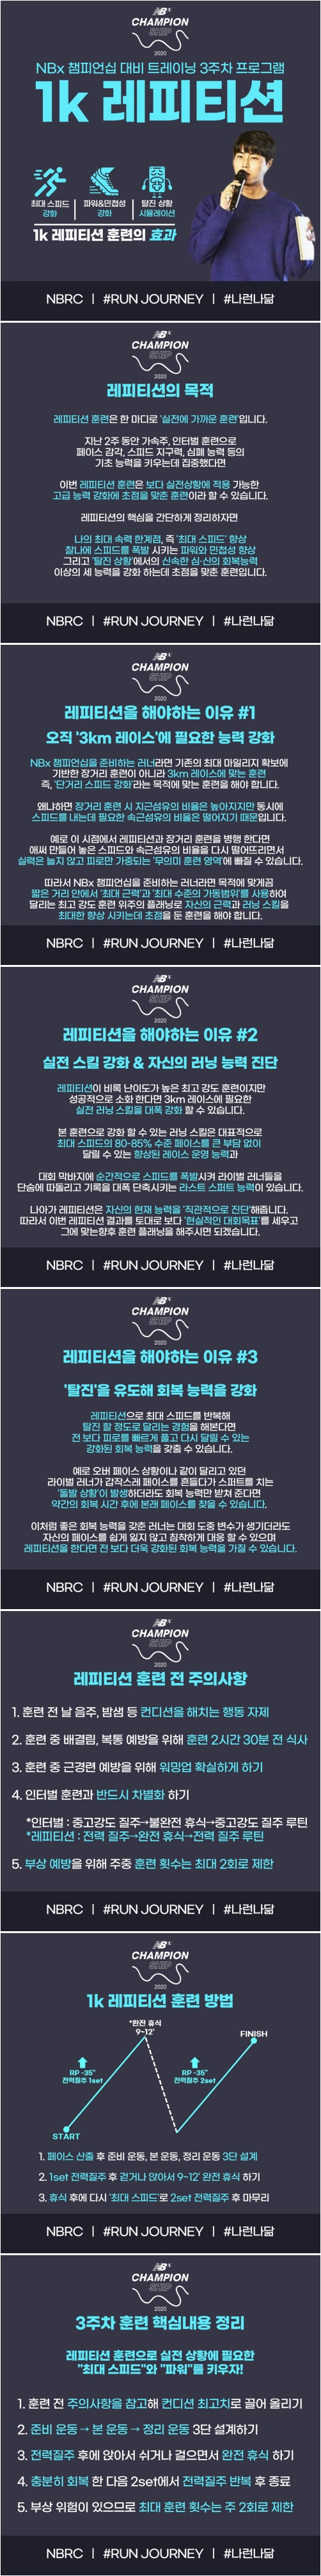 NB
CHAMPION
SHIP
2020
NBx 챔피언십 대비 트레이닝 3주차 프로그램
1k 레피티션
최대 스피드
강화
파워&민첩성
강화
탈진 상황
시뮬레이션
1k 레피티션 훈련의 효과
NBRC | #RUN JOURNEY | #나런나닮
NB
CHAMPION
SHIP
2020
레피티션의 목적
레피티션 훈련은 한 마디로 '실전에 가까운 훈련'입니다.
지난 2주 동안 가속주, 인터벌 훈련으로
페이스 감각, 스피드 지구력, 심폐 능력 등의
기초 능력을 키우는데 집중했다면
이번 레피티션 훈련은 보다 실전상황에 적용 가능한
고급 능력 강화에 초점을 맞춘 훈련이라 할 수 있습니다.
레피티션의 핵심을 간단하게 정리하자면
나의 최대 속력 한계점, 즉 '최대 스피드' 향상
찰나에 스피드를 폭발 시키는 파워와 민첩성 향상
그리고 '탈진 상황'에서의 신속한 심·신의 회복능력
이상의 세 능력을 강화 하는데 초점을 맞춘 훈련입니다.
NBRC | #RUN JOURNEY | #나런나닮
NB
CHAMPION
SHIP
2020
레피티션을 해야하는 이유 #1
오직 '3km 레이스'에 필요한 능력 강화
NBx 챔피언십을 준비하는 러너라면 기존의 최대 마일리지 확보에
기반한 장거리 훈련이 아니라 3km 레이스에 맞는 훈련
즉, '단거리 스피드 강화'라는 목적에 맞는 훈련을 해야 합니다.
왜냐하면 장거리 훈련 시 지근섬유의 비율은 높아지지만 동시에
스피드를 내는데 필요한 속근섬유의 비율은 떨어지기 때문입니다.
예로 이 시점에서 레피티션과 장거리 훈련을 병행 한다면
애써 만들어 놓은 스피드와 속근섬유의 비율을 다시 떨어뜨리면서
실력은 늘지 않고 피로만 가중되는 '무의미 훈련 영약'에 빠질 수 있습니다.
따라서 NBx 챔피언십을 준비하는 러너라면 목적에 맞게끔
짧은 거리 안에서 '최대 근력'과 '최대 수준의 가동범위'를 사용하여
달리는 최고 강도 훈련 위주의 플래닝로 자신의 근력과 러닝 스킬을
최대한 향상 시키는데 초점을 둔 훈련을 해야 합니다.
NBRC | #RUN JOURNEY | #나런나닮
NB
CHAMPION
SHIP
2020
레피티션을 해야하는 이유 #2
실전 스킬 강화 & 자신의 러닝 능력 진단
레피티션이 비록 난이도가 높은 최고 강도 훈련이지만
성공적으로 소화 한다면 3km 레이스에 필요한
실전 러닝 스킬을 대폭 강화 할 수 있습니다.
본 훈련으로 강화 할 수 있는 러닝 스킬은 대표적으로
최대 스피드의 80-85% 수준 페이스를 큰 부담 없이
달릴 수 있는 향상된 레이스 운영 능력과
대회 막바지에 순간적으로 스피드를 폭발시켜 라이벌 러너들을
단숨에 따돌리고 기록을 대폭 단축시키는 라스트 스퍼트 능력이 있습니다.
나아가 레피티션은 자신의 현재 능력을 '직관적으로 진단'해줍니다.
따라서 이번 레피티션 결과를 토대로 보다 '현실적인 대회목표'를 세우고
그에 맞는향후 훈련 플래닝을 해주시면 되겠습니다.
NBRC | #RUN JOURNEY | #나런나닮
NB
CHAMPION
SHIP
2020
레피티션을 해야하는 이유 #3
'탈진'을 유도해 회복 능력을 강화
레피티션으로 최대 스피드를 반복해
탈진 할 정도로 달리는 경험을 해본다면
전 보다 피로를 빠르게 풀고 다시 달릴 수 있는
강화된 회복 능력을 갖출 수 있습니다.
예로 오버 페이스 상황이나 같이 달리고 있던
라이벌 러너가 갑작스레 페이스를 흔들다가 스퍼트를 치는
'돌발 상황'이 발생하더라도 회복 능력만 받쳐 준다면
약간의 회복 시간 후에 본래 페이스를 찾을 수 있습니다.
이처럼 좋은 회복 능력을 갖춘 러너는 대회 도중 변수가 생기더라도
자신의 페이스를 쉽게 잃지 않고 침착하게 대응 할 수 있으며
레피티션을 한다면 전 보다 더욱 강화된 회복 능력을 가질 수 있습니다.
NBRC | #RUN JOURNEY | #나런나닮
NB
CHAMPION
SHIP
2020
레피티션 훈련 전 주의사항
1. 훈련 전 날 음주, 밤샘 등 컨디션을 해치는 행동 자제
2. 훈련 중 배결림, 복통 예방을 위해 훈련 2시간 30분 전 식사
3. 훈련 중 근경련 예방을 위해 워밍업 확실하게 하기
4. 인터벌 훈련과 반드시 차별화 하기
*인터벌 : 중고강도 질주→불완전 휴식→중고강도 질주 루틴
*레피티션 : 전력 질주→완전 휴식→전력 질주 루틴
5. 부상 예방을 위해 주중 훈련 횟수는 최대 2회로 제한
NBRC | #RUN JOURNEY | #나런나닮
NB
CHAMPION
SHIP
2020
1k 레피티션 훈련 방법
*완전 휴식
9~12'
FINISH
RP -35"
전력질주 1set
RP -35"
전력질주 2set
START
1. 페이스 산출 후 준비 운동, 본 운동, 정리 운동 3단 설계
2. 1set 전력질주 후 걷거나 앉아서 9~12' 완전 휴식 하기
3. 휴식 후에 다시 '최대 스피드'로 2set 전력질주 후 마무리
NBRC | #RUN JOURNEY | #나런나닮
NB
CHAMPION
SHIP
2020
3주차 훈련 핵심내용 정리
레피티션 훈련으로 실전 상황에 필요한
"최대 스피드"와 "파워"를 키우자!
1. 훈련 전 주의사항을 참고해 컨디션 최고치로 끌어 올리기
2. 준비 운동 → 본 운동 → 정리 운동 3단 설계하기
3. 전력질주 후에 앉아서 쉬거나 걸으면서 완전 휴식 하기
4. 충분히 회복 한 다음 2set에서 전력질주 반복 후 종료
5. 부상 위험이 있으므로 최대 훈련 횟수는 주 2회로 제한
NBRC | #RUN JOURNEY | #나런나닮